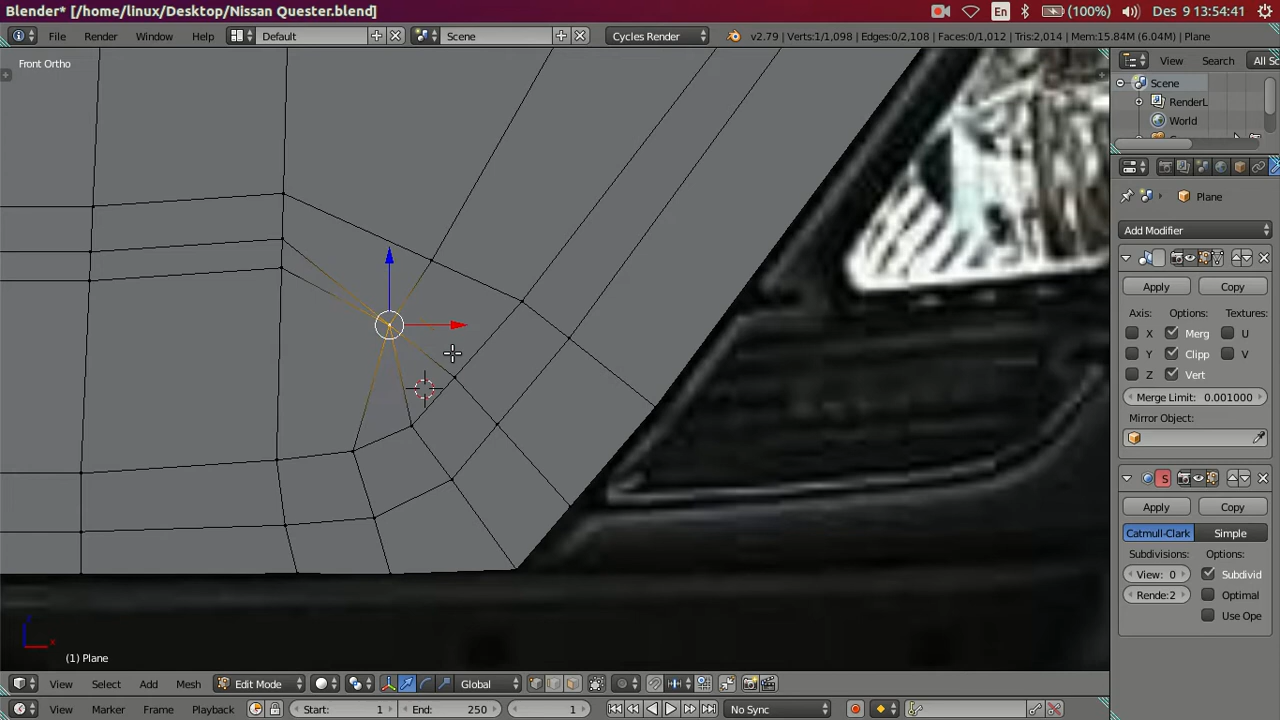 Blender* [/home/linux/Desktop/Nissan Quester.blend]
En (100%) Des 9 13:54:41
File Render Window Help Default Scene Cycles Render v2.79 | Verts:1/1,098 | Edges:0/2,108 | Faces:0/1,012 | Tris:2,014 | Mem:15.84M (6.04M) | Plane
View Search All Sc
Front Ortho
Scene
RenderL
World
Plane
Add Modifier
Apply Copy
Axis: Options: Textures:
X Merg U
Y Clipp V
Z Vert
Merge Limit: 0.001000
Mirror Object:
S
Apply Copy
Catmull-Clark Simple
Subdivisions: Options:
View: 0 Subdivid
Rende:2 Optimal
Use Ope
(1) Plane
View Select Add Mesh Edit Mode Global
View Marker Frame Playback Start: 1 End: 250 1 No Sync